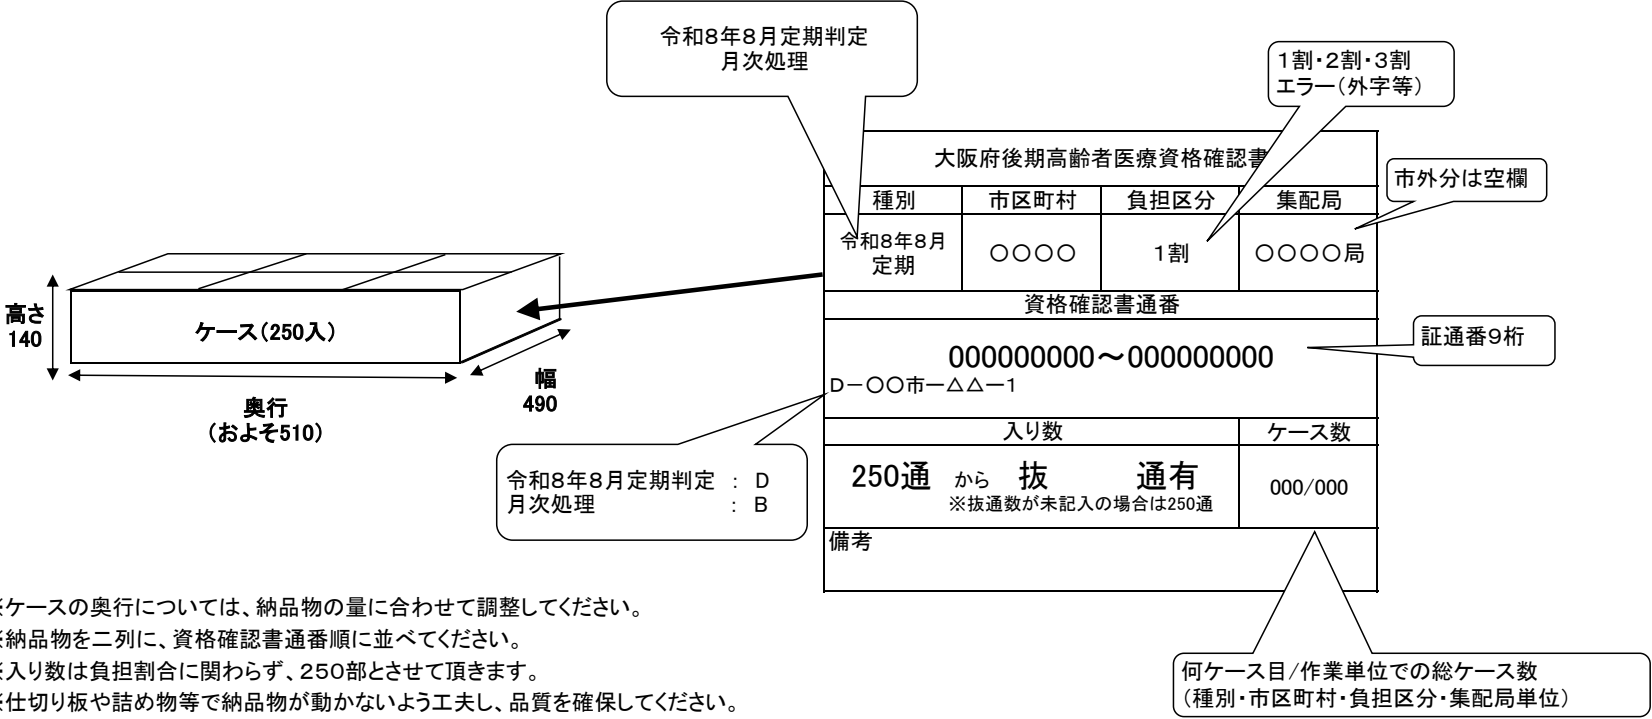 令和8年8月定期判定
月次処理
1割・2割・3割
エラー(外字等)
大阪府後期高齢者医療資格確認書
市外分は空欄
種別 市区町村 負担区分 集配局
令和8年8月
定期
○○○○ 1割 ○○○○局
資格確認書通番
証通番9桁
000000000~000000000
D-○○市-△△-1
入り数 ケース数
250通 から 抜 通有
※抜通数が未記入の場合は250通
000/000
備考
令和8年8月定期判定 : D
月次処理 : B
何ケース目/作業単位での総ケース数
(種別・市区町村・負担区分・集配局単位)
高さ
140
ケース(250入)
幅
490
奥行
(およそ510)
※ケースの奥行については、納品物の量に合わせて調整してください。
※納品物を二列に、資格確認書通番順に並べてください。
※入り数は負担割合に関わらず、250部とさせて頂きます。
※仕切り板や詰め物等で納品物が動かないよう工夫し、品質を確保してください。